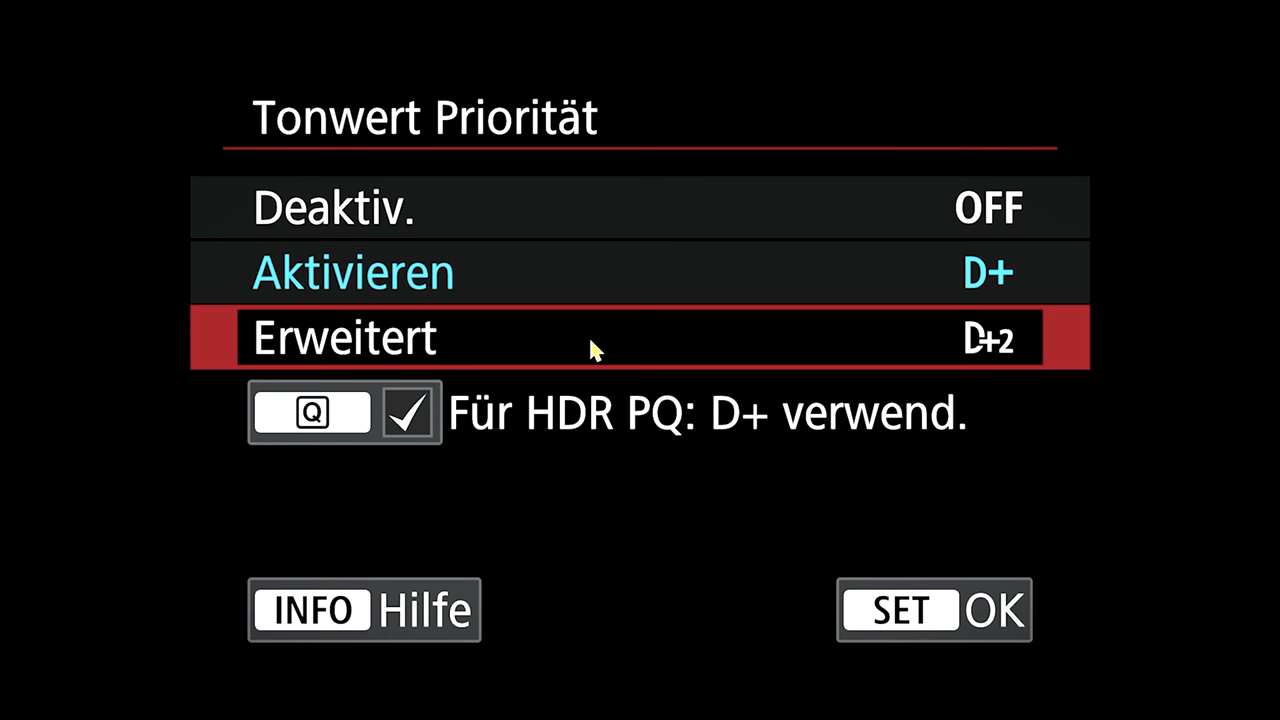 Tonwert Priorität
Deaktiv. OFF
Aktivieren D+
Erweitert D+2
Q Für HDR PQ: D+ verwend.
INFO Hilfe SET OK